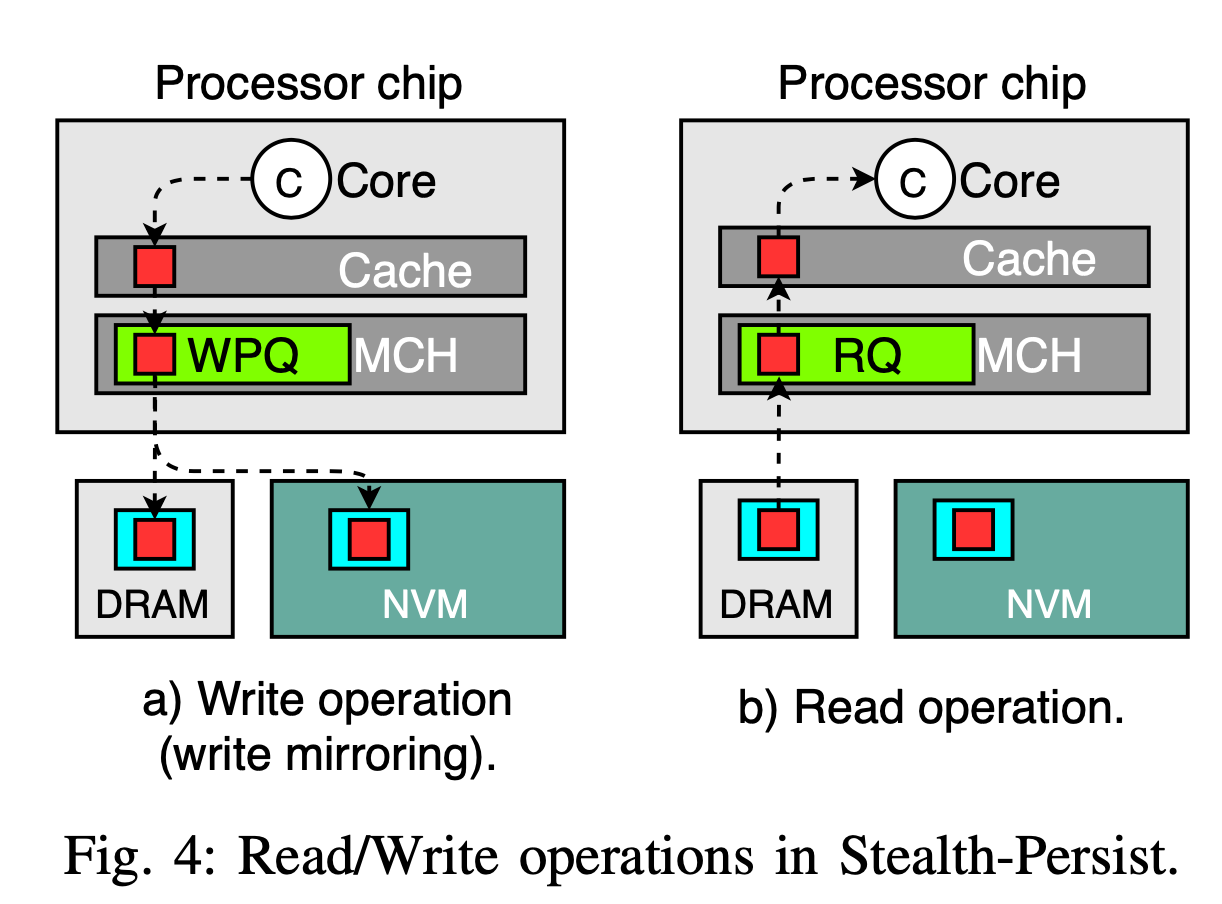 Processor chip
C Core
Cache
WPQ MCH
DRAM
NVM
a) Write operation
(write mirroring).
Processor chip
C Core
Cache
RQ MCH
DRAM
NVM
b) Read operation.
Fig. 4: Read/Write operations in Stealth-Persist.